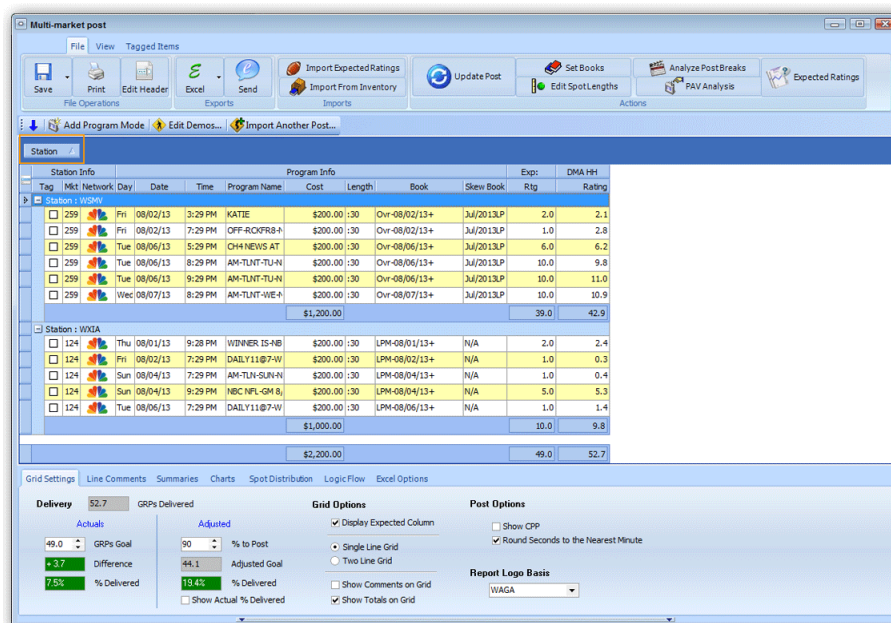 Multi-market post
File View Tagged Items
Save Print Edit Header Excel Send Import Expected Ratings Import From Inventory Update Post Set Books Edit Spot Lengths Analyze Post Breaks PAV Analysis Expected Ratings
File Operations Exports Imports Actions
Add Program Mode Edit Demos... Import Another Post...
Station
Station Info Program Info Exp: DMA HH
Tag Mkt Network Day Date Time Program Name Cost Length Book Skew Book Rtg Rating
Station : WSMV
259 Fri 08/02/13 3:29 PM KATIE $200.00 :30 Ovr-08/02/13+ Jul/2013LP 2.0 2.1
259 Fri 08/02/13 7:29 PM OFF-RCKFR8-N $200.00 :30 Ovr-08/02/13+ Jul/2013LP 1.0 2.8
259 Tue 08/06/13 5:29 PM CH4 NEWS AT $200.00 :30 Ovr-08/06/13+ Jul/2013LP 6.0 6.2
259 Tue 08/06/13 8:29 PM AM-TLNT-TU-N $200.00 :30 Ovr-08/06/13+ Jul/2013LP 10.0 9.8
259 Tue 08/06/13 9:29 PM AM-TLNT-TU-N $200.00 :30 Ovr-08/06/13+ Jul/2013LP 10.0 11.0
259 Wed 08/07/13 8:29 PM AM-TLNT-WE-N $200.00 :30 Ovr-08/07/13+ Jul/2013LP 10.0 10.9
$1,200.00 39.0 42.9
Station : WXIA
124 Thu 08/01/13 9:28 PM WINNER IS-NB $200.00 :30 LPM-08/01/13+ N/A 2.0 2.4
124 Fri 08/02/13 7:29 PM DAILY11@7-W $200.00 :30 LPM-08/02/13+ N/A 1.0 0.3
124 Sun 08/04/13 7:29 PM AM-TLN-SUN-N $200.00 :30 LPM-08/04/13+ N/A 1.0 0.4
124 Sun 08/04/13 9:29 PM NBC NFL-GM 8/ $200.00 :30 LPM-08/04/13+ N/A 5.0 5.3
124 Tue 08/06/13 7:29 PM DAILY11@7-W $200.00 :30 LPM-08/06/13+ N/A 1.0 1.4
$1,000.00 10.0 9.8
$2,200.00 49.0 52.7
Grid Settings Line Comments Summaries Charts Spot Distribution Logic Flow Excel Options
Delivery 52.7 GRPs Delivered
Actuals
49.0 GRPs Goal
+ 3.7 Difference
7.5% % Delivered
Adjusted
90 % to Post
44.1 Adjusted Goal
19.4% % Delivered
Show Actual % Delivered
Grid Options
Display Expected Column
Single Line Grid
Two Line Grid
Show Comments on Grid
Show Totals on Grid
Post Options
Show CPP
Round Seconds to the Nearest Minute
Report Logo Basis
WAGA